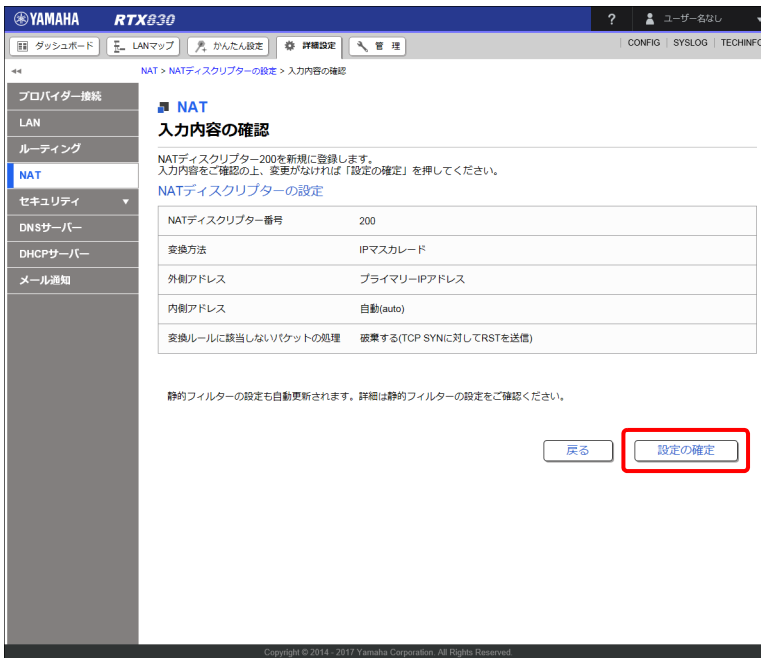 YAMAHA RTX830 ? ユーザー名なし
ダッシュボード LANマップ かんたん設定 詳細設定 管 理 CONFIG SYSLOG TECHINFO
NAT > NATディスクリプターの設定 > 入力内容の確認
プロバイダー接続
LAN
ルーティング
NAT
セキュリティ
DNSサーバー
DHCPサーバー
メール通知
NAT
入力内容の確認
NATディスクリプター200を新規に登録します。
入力内容をご確認の上、変更がなければ「設定の確定」を押してください。
NATディスクリプターの設定
NATディスクリプター番号 200
変換方法 IPマスカレード
外側アドレス プライマリーIPアドレス
内側アドレス 自動(auto)
変換ルールに該当しないパケットの処理 破棄する(TCP SYNに対してRSTを送信)
静的フィルターの設定も自動更新されます。詳細は静的フィルターの設定をご確認ください。
戻る 設定の確定
Copyright © 2014 - 2017 Yamaha Corporation. All Rights Reserved.